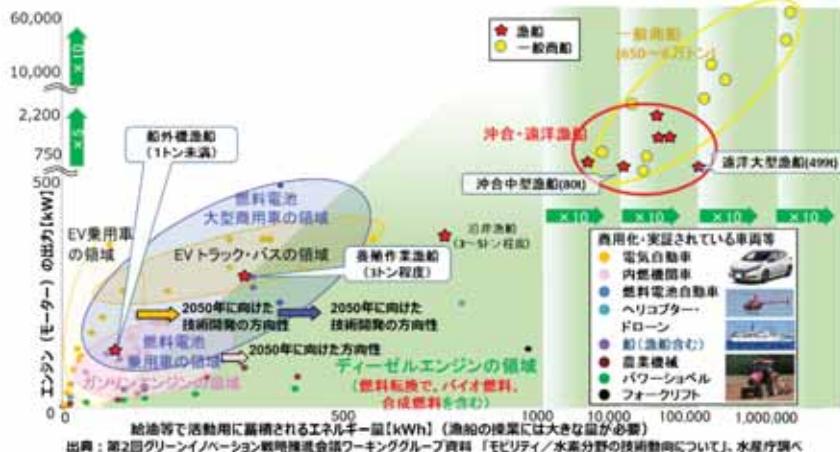 60,000
×10
10,000
2,200
×5
750
500
エンジン(モーター)の出力[kW]
★ 漁船
一般商船
一般商船
(650~6万トン)
船外機漁船
(1トン未満)
沖合・遠洋漁船
遠洋大型漁船(499t)
沖合中型漁船(80t)
燃料電池
大型商用車の領域
EV乗用車
の領域
EVトラック・バスの領域
沿岸漁船
(3~5トン程度)
養殖作業漁船
(3トン程度)
×10
×10
×10
×10
商用化・実証されている車両等
電気自動車
内燃機関車
燃料電池自動車
ヘリコプター・
ドローン
船(漁船含む)
農業機械
パワーショベル
フォークリフト
2050年に向けた
技術開発の方向性
2050年に向けた
技術開発の方向性
燃料電池
乗用車の領域
2050年に向けた方向性
ガソリンエンジンの領域
ディーゼルエンジンの領域
(燃料転換で、バイオ燃料、
合成燃料を含む)
0
0
500
1000
10,000
100,000
1,000,000
給油等で活動用に蓄積されるエネルギー量[kWh](漁船の操業には大きな量が必要)
出典:第2回グリーンイノベーション戦略推進会議ワーキンググループ資料 「モビリティ/水素分野の技術動向について」、水産庁調べ